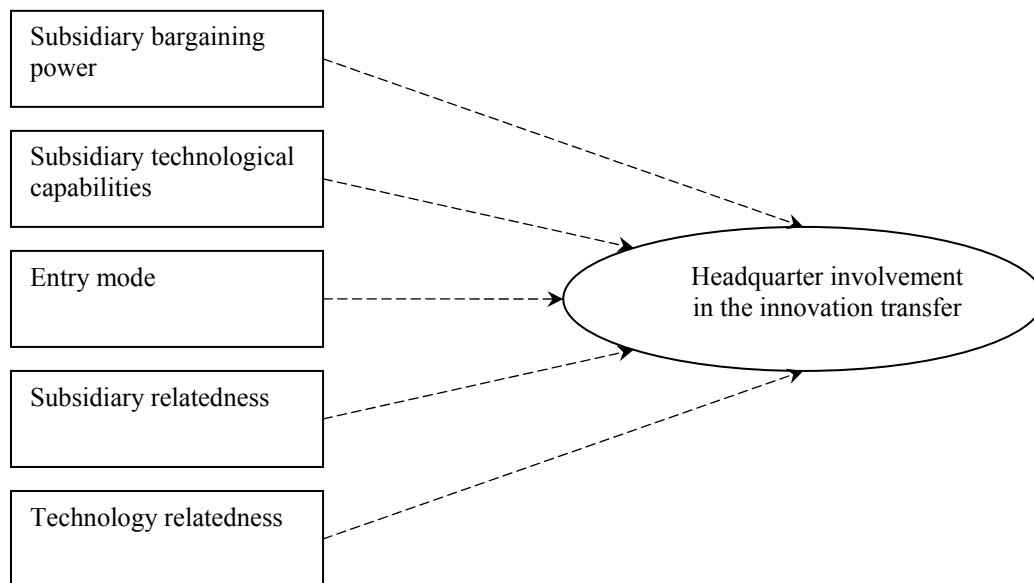 Subsidiary bargaining
power
Subsidiary technological
capabilities
Entry mode
Subsidiary relatedness
Technology relatedness
Headquarter involvement
in the innovation transfer